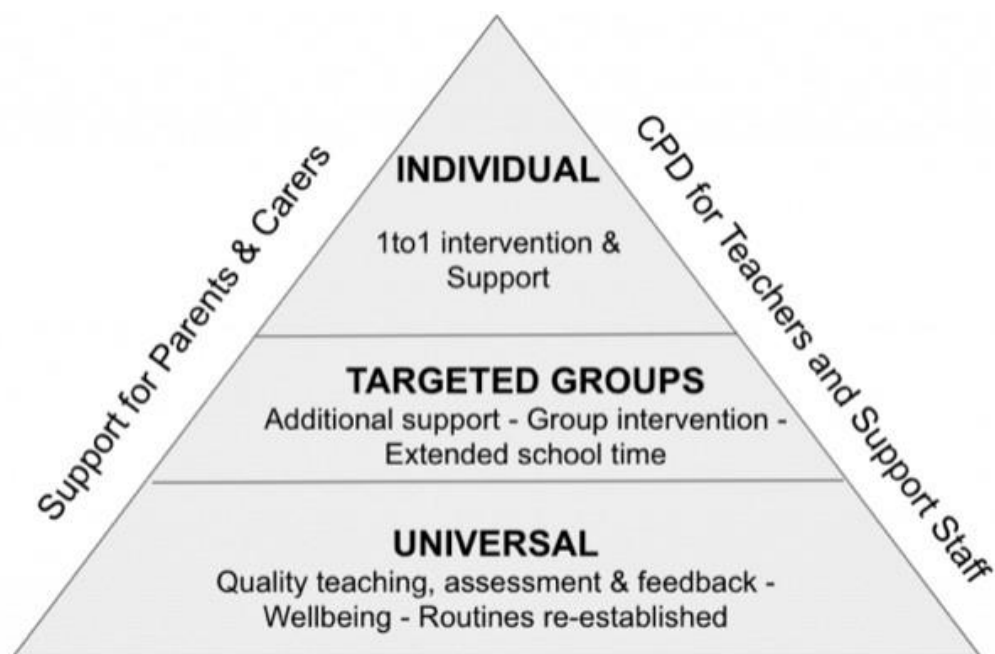 Support for Parents & Carers
CPD for Teachers and Support Staff
INDIVIDUAL
1to1 intervention &
Support
TARGETED GROUPS
Additional support - Group intervention -
Extended school time
UNIVERSAL
Quality teaching, assessment & feedback -
Wellbeing - Routines re-established